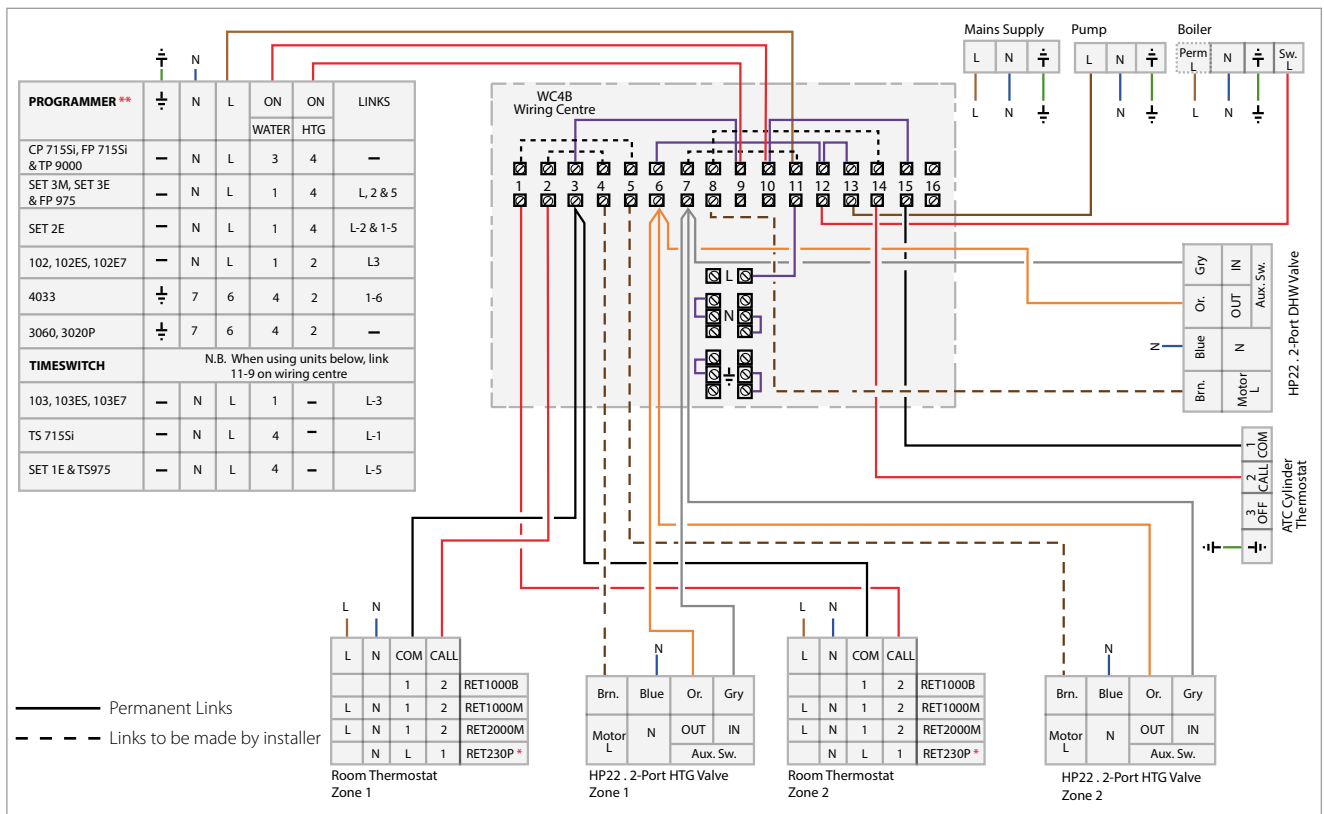 Mains Supply
L N
L N
Pump
L N
N
Boiler
Perm L N Sw. L
L N
N
PROGRAMMER ** N L ON WATER ON HTG LINKS
CP 715Si, FP 715Si & TP 9000 – N L 3 4 –
SET 3M, SET 3E & FP 975 – N L 1 4 L, 2 & 5
SET 2E – N L 1 4 L-2 & 1-5
102, 102ES, 102E7 – N L 1 2 L3
4033 7 6 4 2 1-6
3060, 3020P 7 6 4 2 –
TIMESWITCH N.B. When using units below, link 11-9 on wiring centre
103, 103ES, 103E7 – N L 1 – L-3
TS 715Si – N L 4 – L-1
SET 1E & TS975 – N L 4 – L-5
WC4B
Wiring Centre
1 2 3 4 5 6 7 8 9 10 11 12 13 14 15 16
L
N
Gry IN
Or. OUT
Aux. Sw.
N Blue N
Brn. Motor L
HP22 . 2-Port DHW Valve
1 COM
2 CALL
3 OFF
ATC Cylinder
Thermostat
Permanent Links
Links to be made by installer
L N
L N COM CALL
1 2 RET1000B
L N 1 2 RET1000M
L N 1 2 RET2000M
N L 1 RET230P *
Room Thermostat
Zone 1
N
Brn. Blue Or. Gry
Motor L N OUT IN
Aux. Sw.
HP22 . 2-Port HTG Valve
Zone 1
L N
L N COM CALL
1 2 RET1000B
L N 1 2 RET1000M
L N 1 2 RET2000M
N L 1 RET230P *
Room Thermostat
Zone 2
N
Brn. Blue Or. Gry
Motor L N OUT IN
Aux. Sw.
HP22 . 2-Port HTG Valve
Zone 2